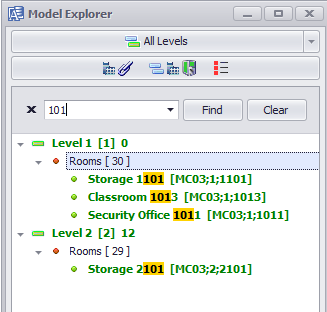 Model Explorer
All Levels
101 Find Clear
Level 1 [1] 0
Rooms [ 30 ]
Storage 1101 [MC03;1;1101]
Classroom 1013 [MC03;1;1013]
Security Office 1011 [MC03;1;1011]
Level 2 [2] 12
Rooms [ 29 ]
Storage 2101 [MC03;2;2101]